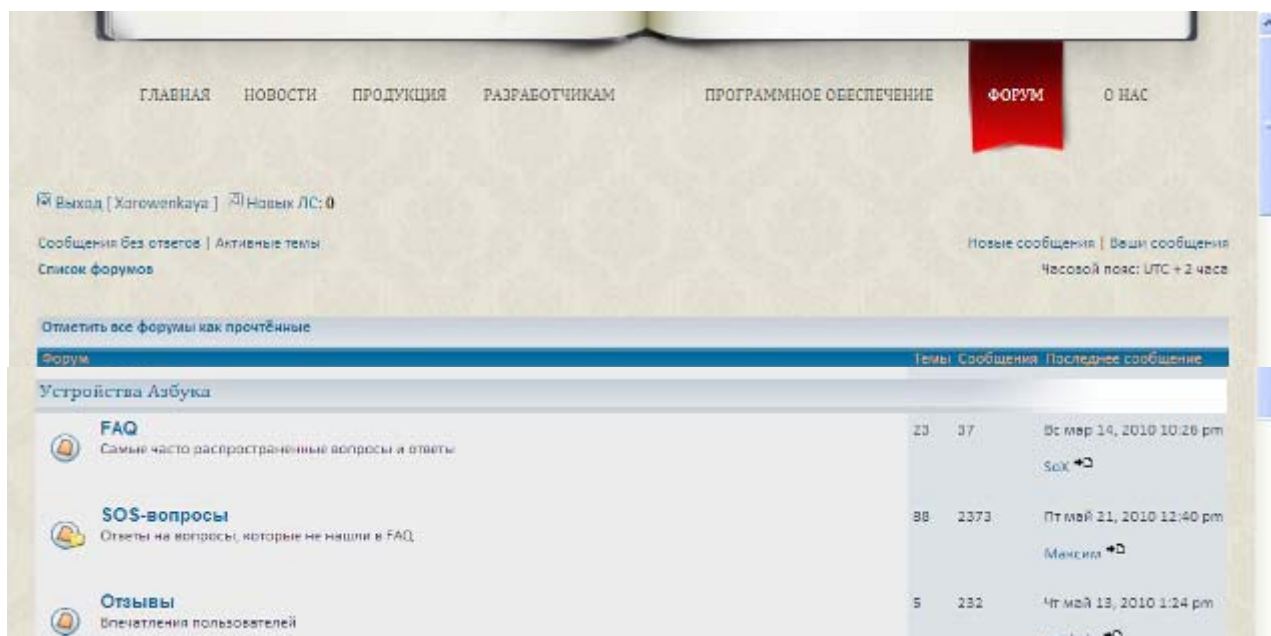 ГЛАВНАЯ НОВОСТИ ПРОДУКЦИЯ РАЗРАБОТЧИКАМ ПРОГРАММНОЕ ОБЕСПЕЧЕНИЕ ФОРУМ О НАС
Выход [ Xorowenkaya ] Новых ЛС: 0
Сообщения без ответов | Активные темы Новые сообщения | Ваши сообщения
Список форумов Часовой пояс: UTC + 2 часа
Отметить все форумы как прочтённые
Форум Темы Сообщения Последнее сообщение
Устройства Азбука
FAQ 23 37 Вс мар 14, 2010 10:26 pm
Самые часто распространенные вопросы и ответы
SoX
SOS-вопросы 88 2373 Пт май 21, 2010 12:40 pm
Ответы на вопросы, которые не нашли в FAQ
Максим
Отзывы 5 232 Чт май 13, 2010 1:24 pm
Впечатления пользователей